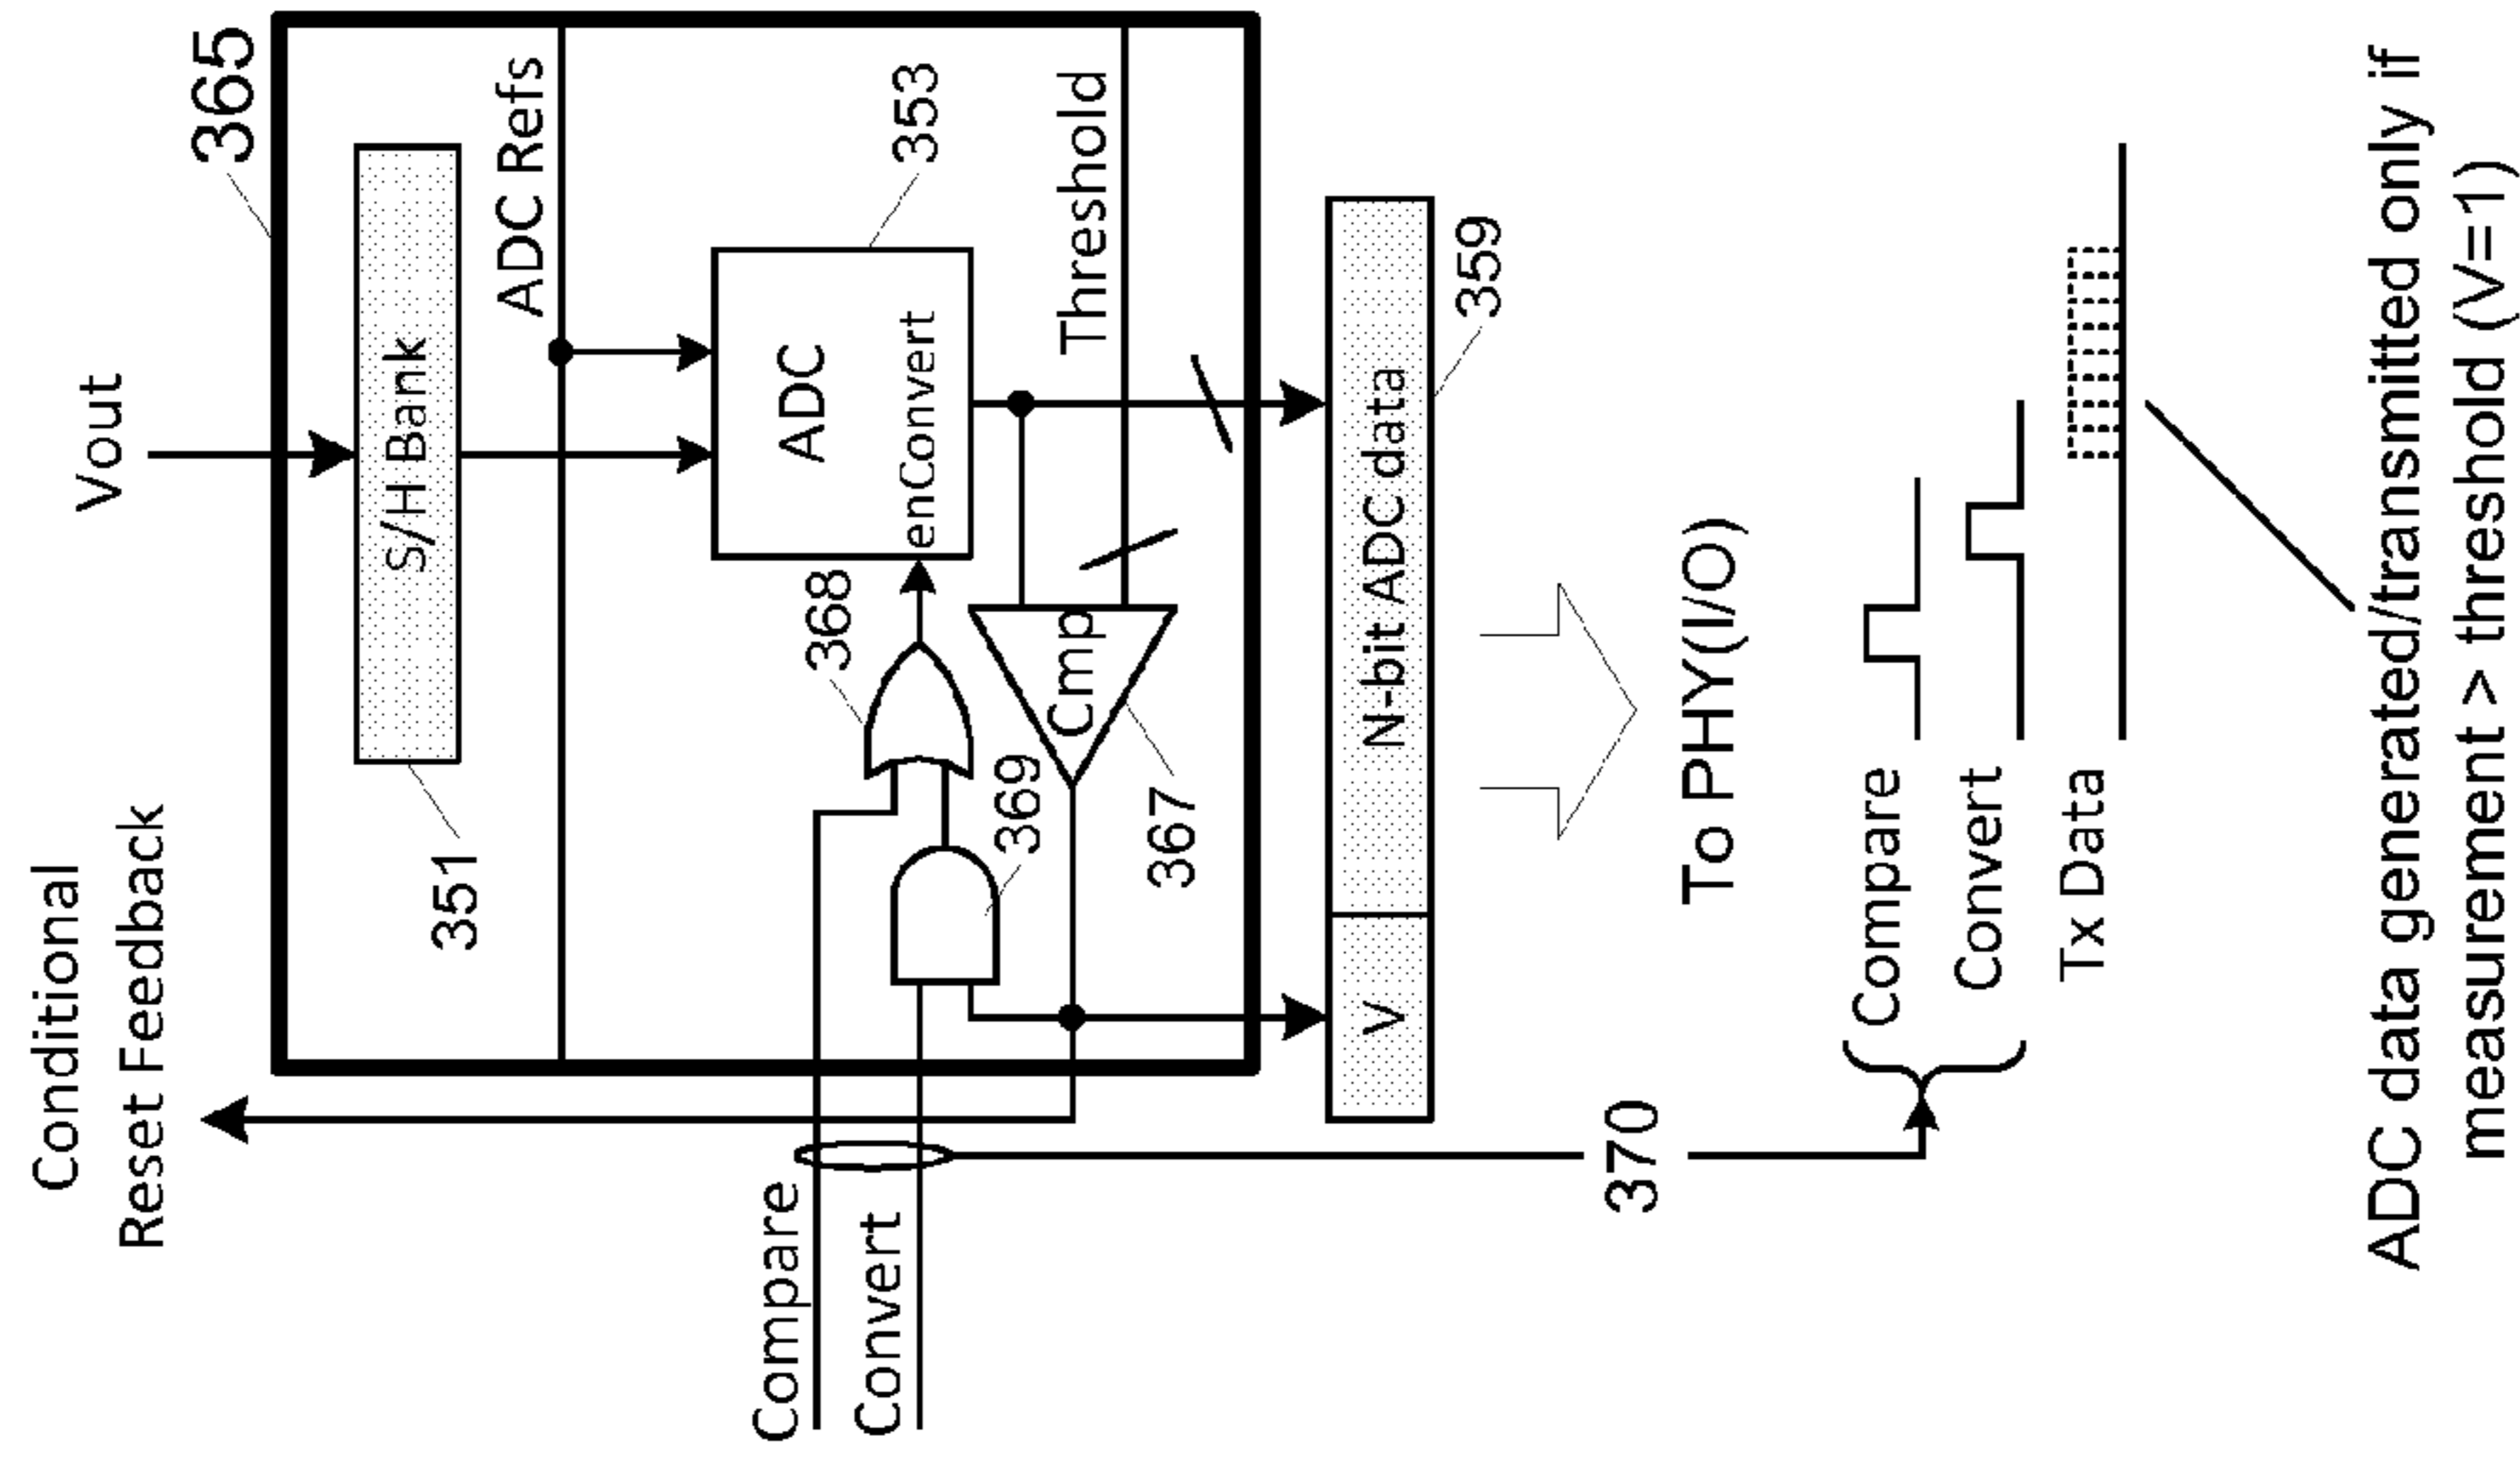 Vout
Conditional
Reset Feedback
365
S/H Bank
351
ADC Refs
ADC
enConvert
353
368
369
Compare
Convert
Threshold
Cmp
367
V
N-bit ADC data
359
To PHY(I/O)
370
Compare
Convert
Tx Data
ADC data generated/transmitted only if
measurement > threshold (V=1)